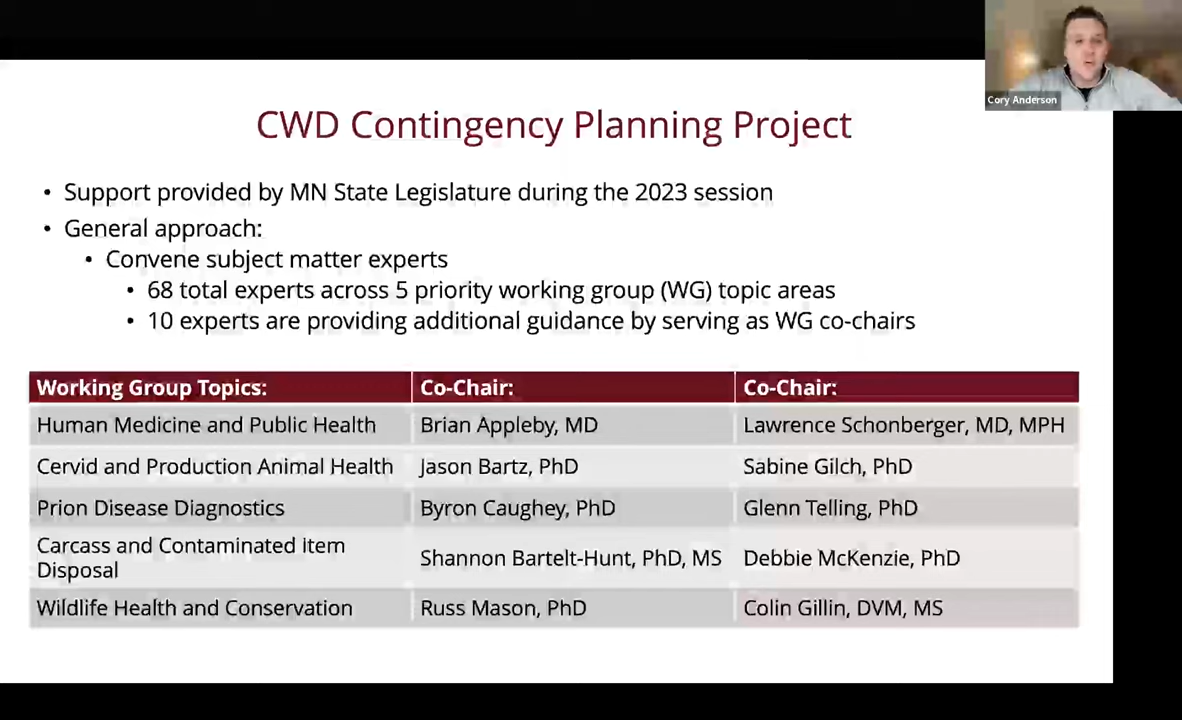 Cory Anderson
CWD Contingency Planning Project
• Support provided by MN State Legislature during the 2023 session
• General approach:
• Convene subject matter experts
• 68 total experts across 5 priority working group (WG) topic areas
• 10 experts are providing additional guidance by serving as WG co-chairs
Working Group Topics: Co-Chair: Co-Chair:
Human Medicine and Public Health Brian Appleby, MD Lawrence Schonberger, MD, MPH
Cervid and Production Animal Health Jason Bartz, PhD Sabine Gilch, PhD
Prion Disease Diagnostics Byron Caughey, PhD Glenn Telling, PhD
Carcass and Contaminated Item
Disposal Shannon Bartelt-Hunt, PhD, MS Debbie McKenzie, PhD
Wildlife Health and Conservation Russ Mason, PhD Colin Gillin, DVM, MS